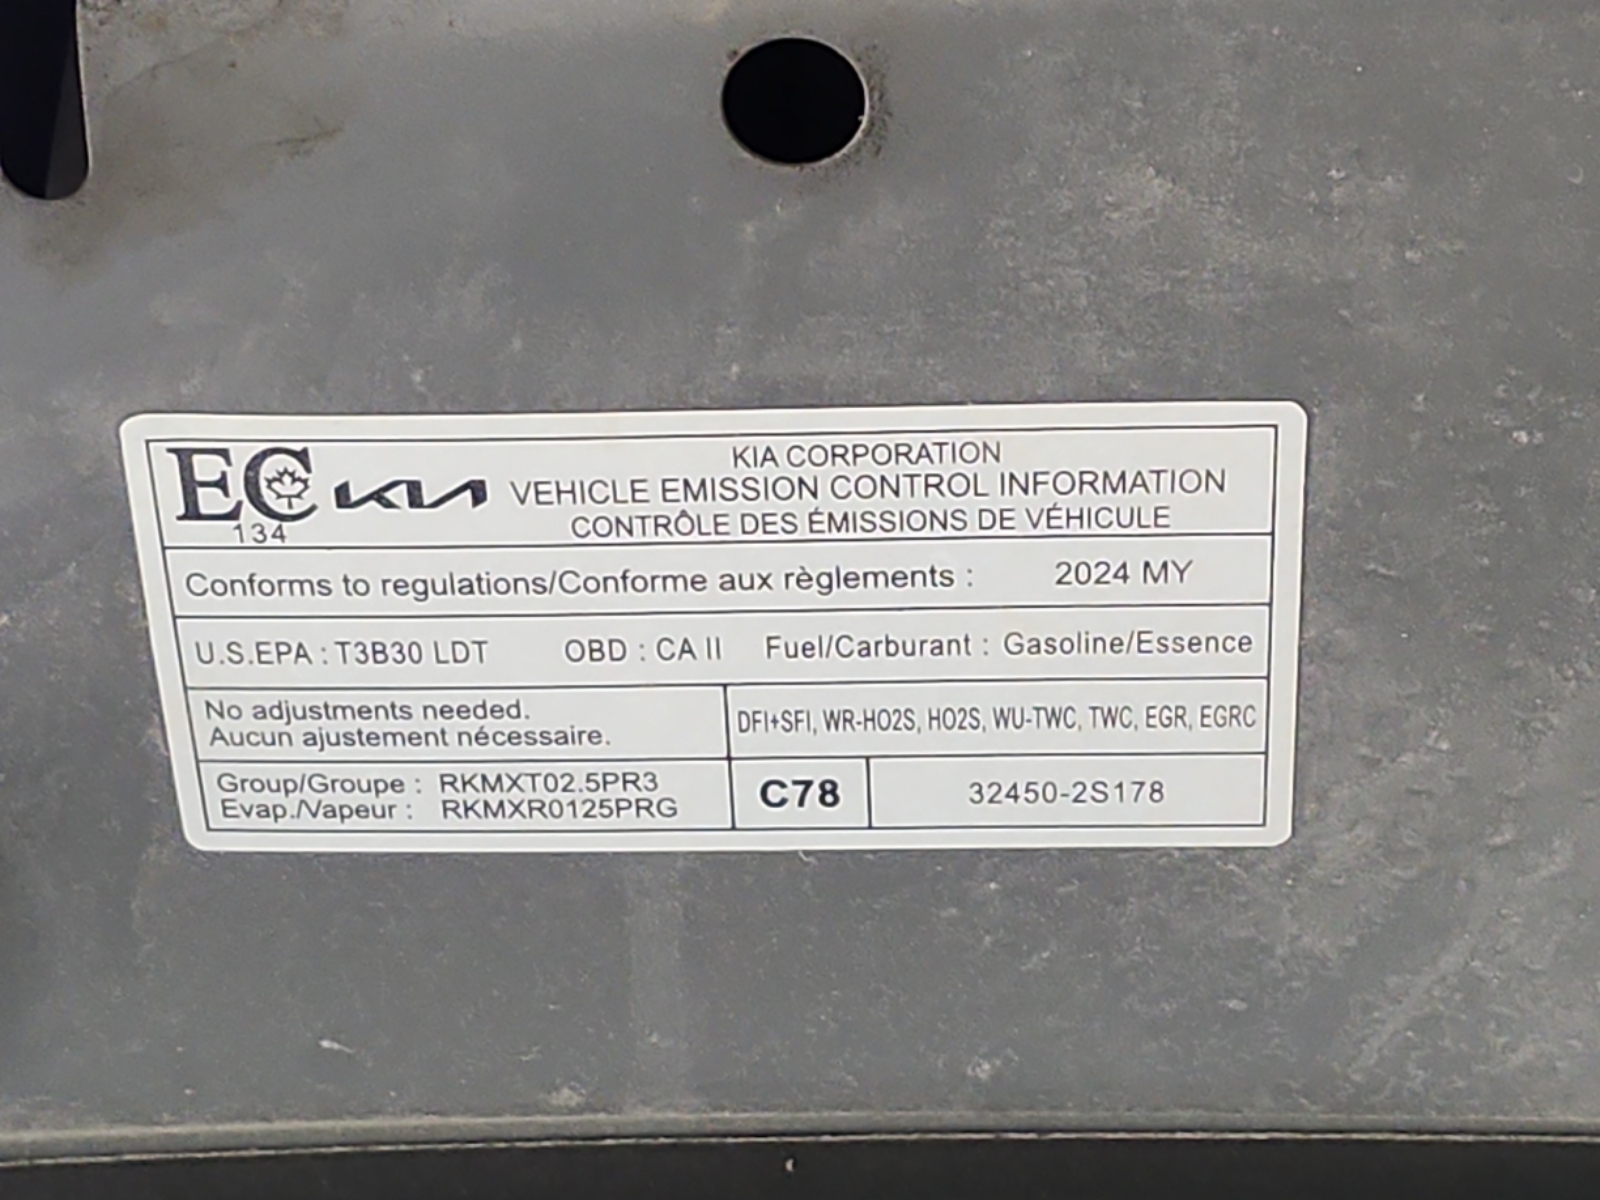 EC KIA
134
KIA CORPORATION
VEHICLE EMISSION CONTROL INFORMATION
CONTRÔLE DES ÉMISSIONS DE VÉHICULE
Conforms to regulations/Conforme aux règlements : 2024 MY
U.S.EPA : T3B30 LDT OBD : CA II Fuel/Carburant : Gasoline/Essence
No adjustments needed.
Aucun ajustement nécessaire.
DFI+SFI, WR-HO2S, HO2S, WU-TWC, TWC, EGR, EGRC
Group/Groupe : RKMXT02.5PR3
Evap./Vapeur : RKMXR0125PRG
C78
32450-2S178